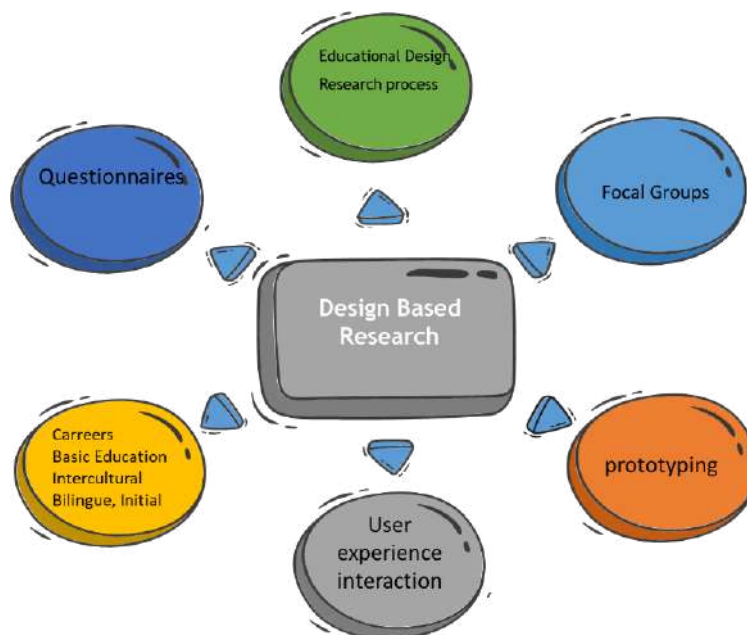 Educational Design
Research process
Questionnaires
Focal Groups
Design Based
Research
Carreers
Basic Education
Intercultural
Bilingue, Initial
prototyping
User
experience
interaction